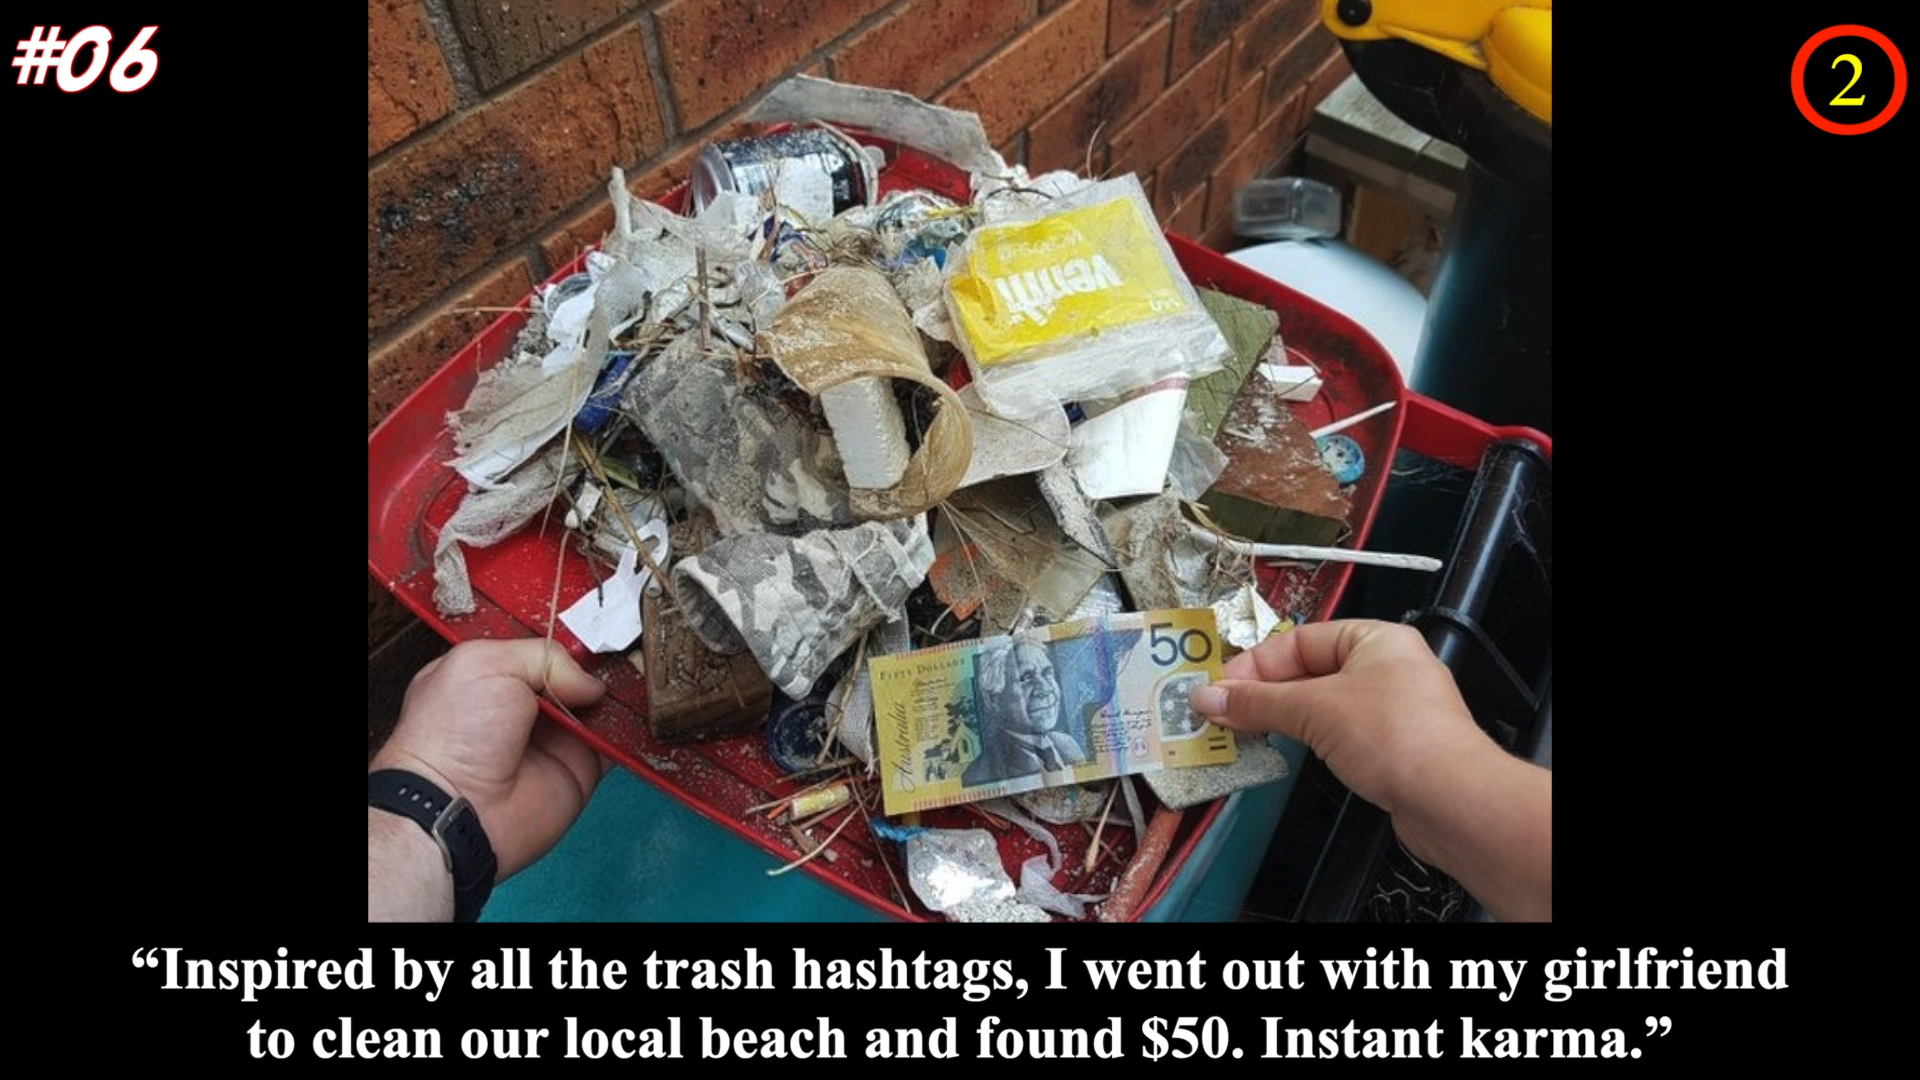 #06
2
venti
50
FIFTY DOLLARS
Australia
“Inspired by all the trash hashtags, I went out with my girlfriend
to clean our local beach and found $50. Instant karma.”